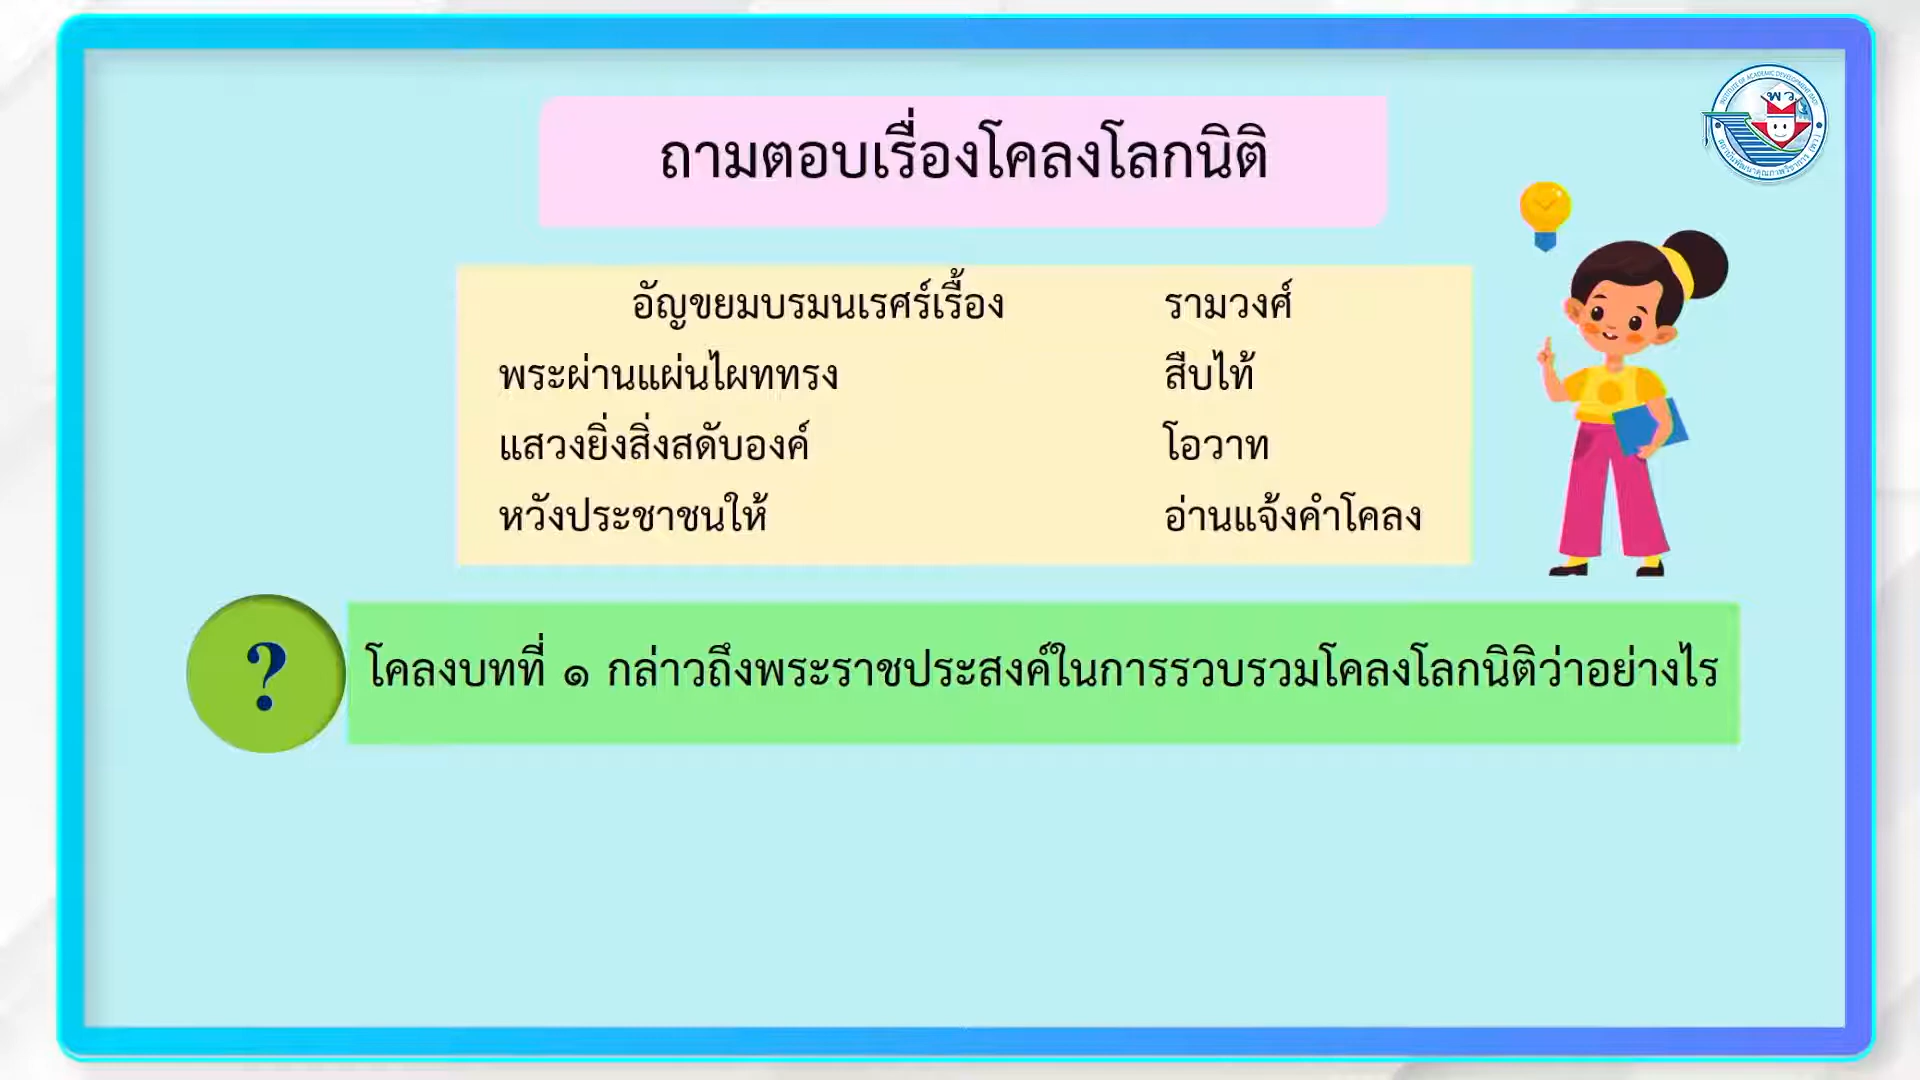 ถามตอบเรื่องโคลงโลกนิติ
อัญขยมบรมนเรศร์เรื้อง รามวงศ์
พระผ่านแผ่นไผททรง สืบไท้
แสวงยิ่งสิ่งสดับองค์ โอวาท
หวังประชาชนให้ อ่านแจ้งคำโคลง
? โคลงบทที่ ๑ กล่าวถึงพระราชประสงค์ในการรวบรวมโคลงโลกนิติว่าอย่างไร